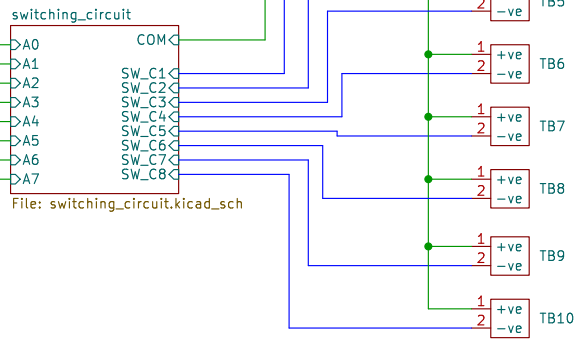 switching_circuit
COM
A0
A1
A2
A3
A4
A5
A6
A7
SW_C1
SW_C2
SW_C3
SW_C4
SW_C5
SW_C6
SW_C7
SW_C8
File: switching_circuit.kicad_sch
2 -ve TB5
1 +ve
2 -ve TB6
1 +ve
2 -ve TB7
1 +ve
2 -ve TB8
1 +ve
2 -ve TB9
1 +ve
2 -ve TB10